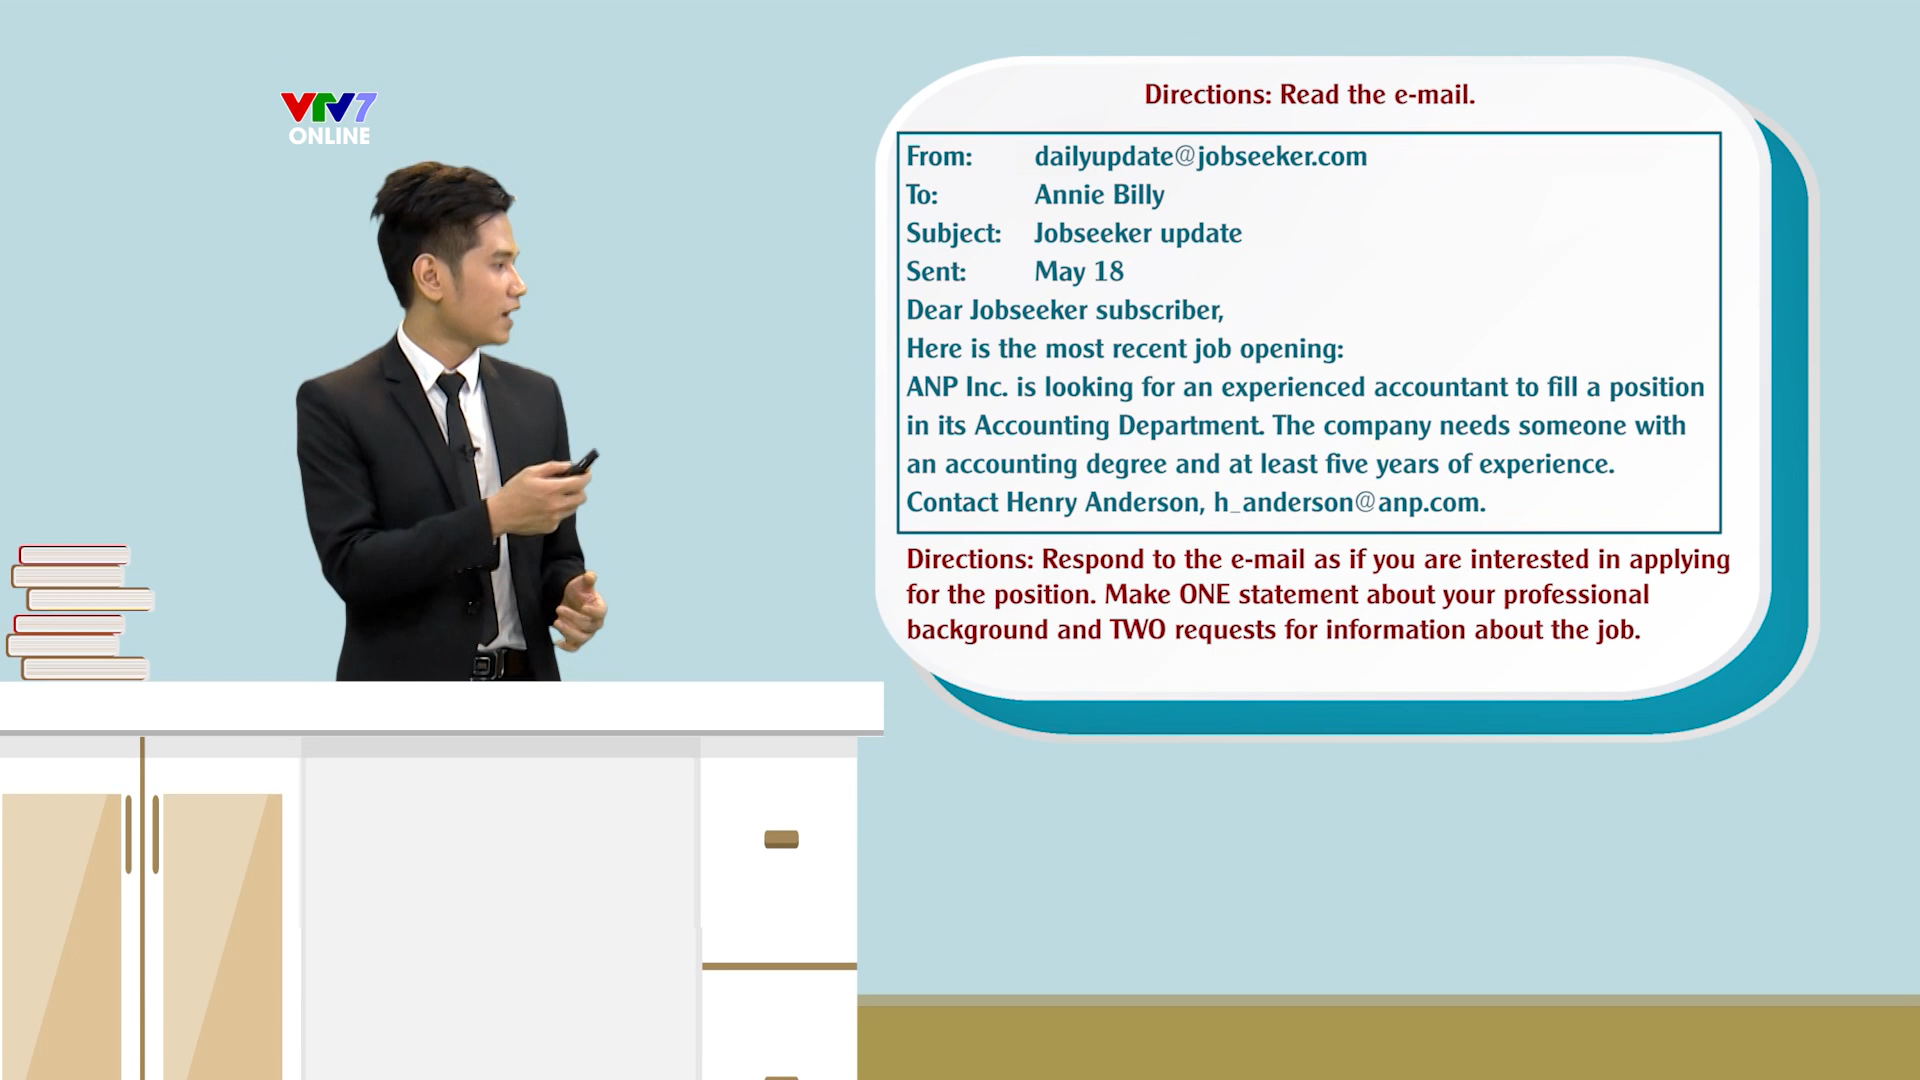 VTV7
ONLINE
Directions: Read the e-mail.
From: dailyupdate@jobseeker.com
To: Annie Billy
Subject: Jobseeker update
Sent: May 18
Dear Jobseeker subscriber,
Here is the most recent job opening:
ANP Inc. is looking for an experienced accountant to fill a position
in its Accounting Department. The company needs someone with
an accounting degree and at least five years of experience.
Contact Henry Anderson, h_anderson@anp.com.
Directions: Respond to the e-mail as if you are interested in applying
for the position. Make ONE statement about your professional
background and TWO requests for information about the job.